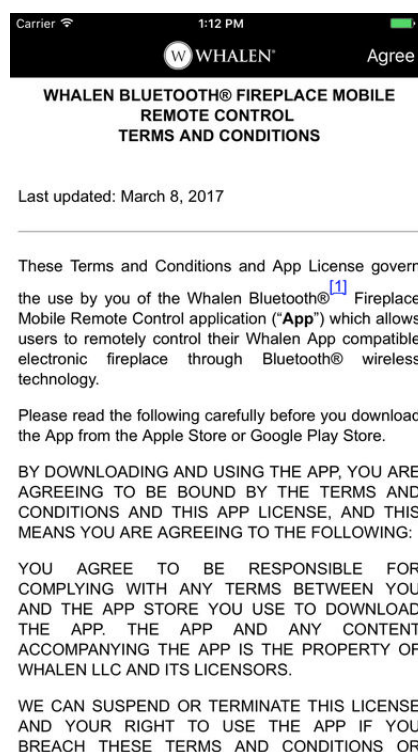 Carrier 1:12 PM
W WHALEN® Agree
WHALEN BLUETOOTH® FIREPLACE MOBILE
REMOTE CONTROL
TERMS AND CONDITIONS
Last updated: March 8, 2017
These Terms and Conditions and App License govern
the use by you of the Whalen Bluetooth®[1] Fireplace
Mobile Remote Control application (“App”) which allows
users to remotely control their Whalen App compatible
electronic fireplace through Bluetooth® wireless
technology.
Please read the following carefully before you download
the App from the Apple Store or Google Play Store.
BY DOWNLOADING AND USING THE APP, YOU ARE
AGREEING TO BE BOUND BY THE TERMS AND
CONDITIONS AND THIS APP LICENSE, AND THIS
MEANS YOU ARE AGREEING TO THE FOLLOWING:
YOU AGREE TO BE RESPONSIBLE FOR
COMPLYING WITH ANY TERMS BETWEEN YOU
AND THE APP STORE YOU USE TO DOWNLOAD
THE APP. THE APP AND ANY CONTENT
ACCOMPANYING THE APP IS THE PROPERTY OF
WHALEN LLC AND ITS LICENSORS.
WE CAN SUSPEND OR TERMINATE THIS LICENSE
AND YOUR RIGHT TO USE THE APP IF YOU
BREACH THESE TERMS AND CONDITIONS OR